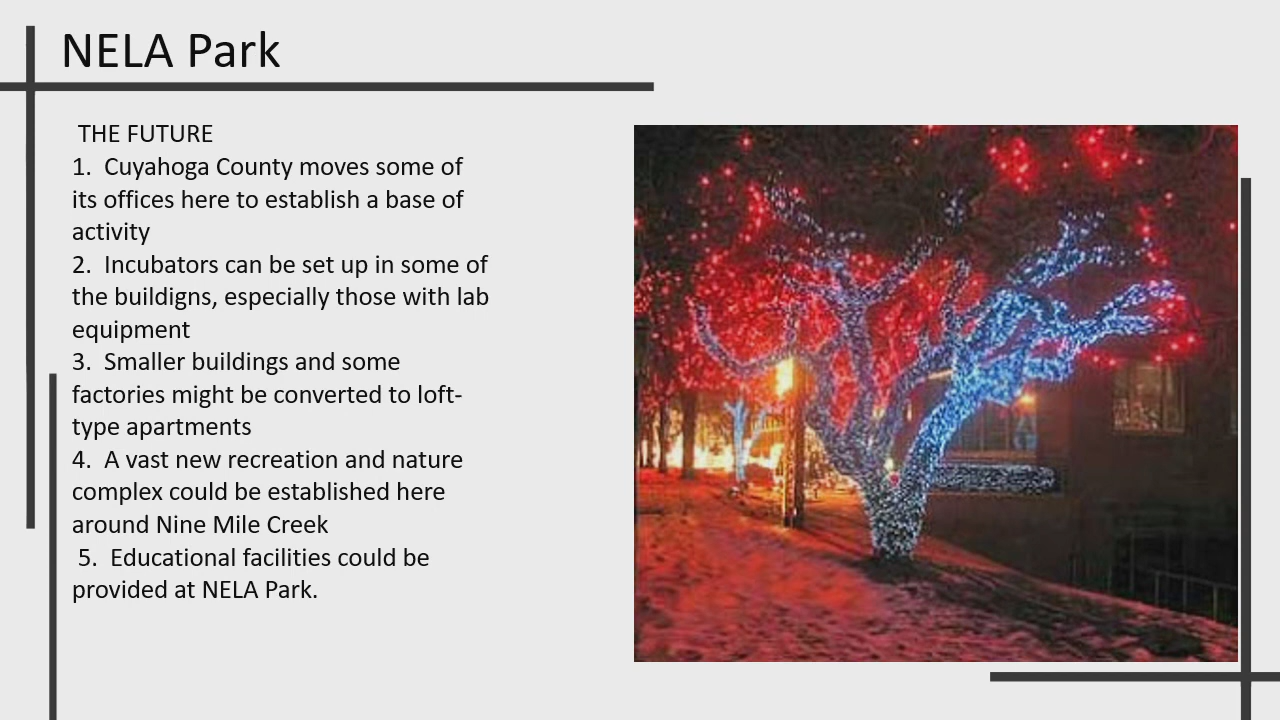 NELA Park
THE FUTURE
1.  Cuyahoga County moves some of
its offices here to establish a base of
activity
2.  Incubators can be set up in some of
the buildigns, especially those with lab
equipment
3.  Smaller buildings and some
factories might be converted to loft-
type apartments
4.  A vast new recreation and nature
complex could be established here
around Nine Mile Creek
5.  Educational facilities could be
provided at NELA Park.